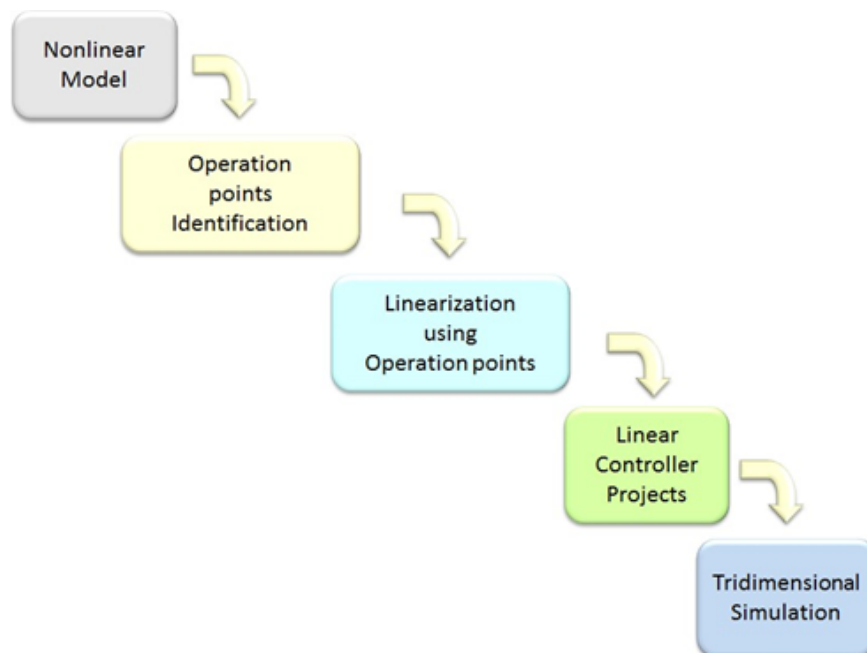 Nonlinear
Model
Operation
points
Identification
Linearization
using
Operation points
Linear
Controller
Projects
Tridimensional
Simulation